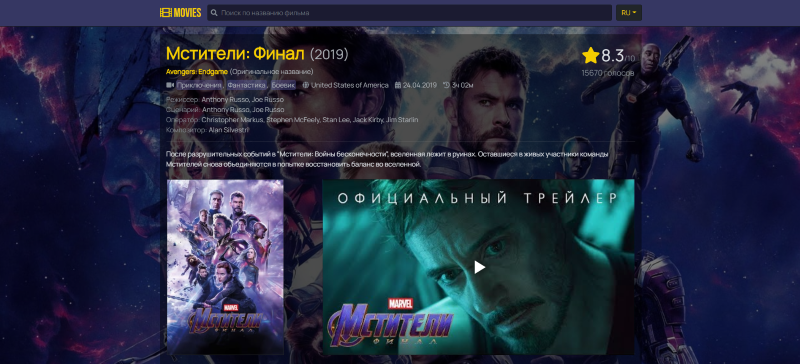 MOVIES
Поиск по названию фильма
RU
Мстители: Финал (2019)
8.3/10
Avengers: Endgame (Оригинальное название)
15670 голосов
Приключения, Фантастика, Боевик United States of America 24.04.2019 3ч 02м
Режиссер: Anthony Russo, Joe Russo
Сценарий: Anthony Russo, Joe Russo
Оператор: Christopher Markus, Stephen McFeely, Stan Lee, Jack Kirby, Jim Starlin
Композитор: Alan Silvestri
После разрушительных событий в "Мстители: Войны бесконечности", вселенная лежит в руинах. Оставшиеся в живых участники команды
Мстителей снова объединяются в попытке восстановить баланс во вселенной.
ОФИЦИАЛЬНЫЙ ТРЕЙЛЕР
MARVEL
МСТИТЕЛИ
ФИНАЛ
MARVEL
МСТИТЕЛИ
ФИНАЛ